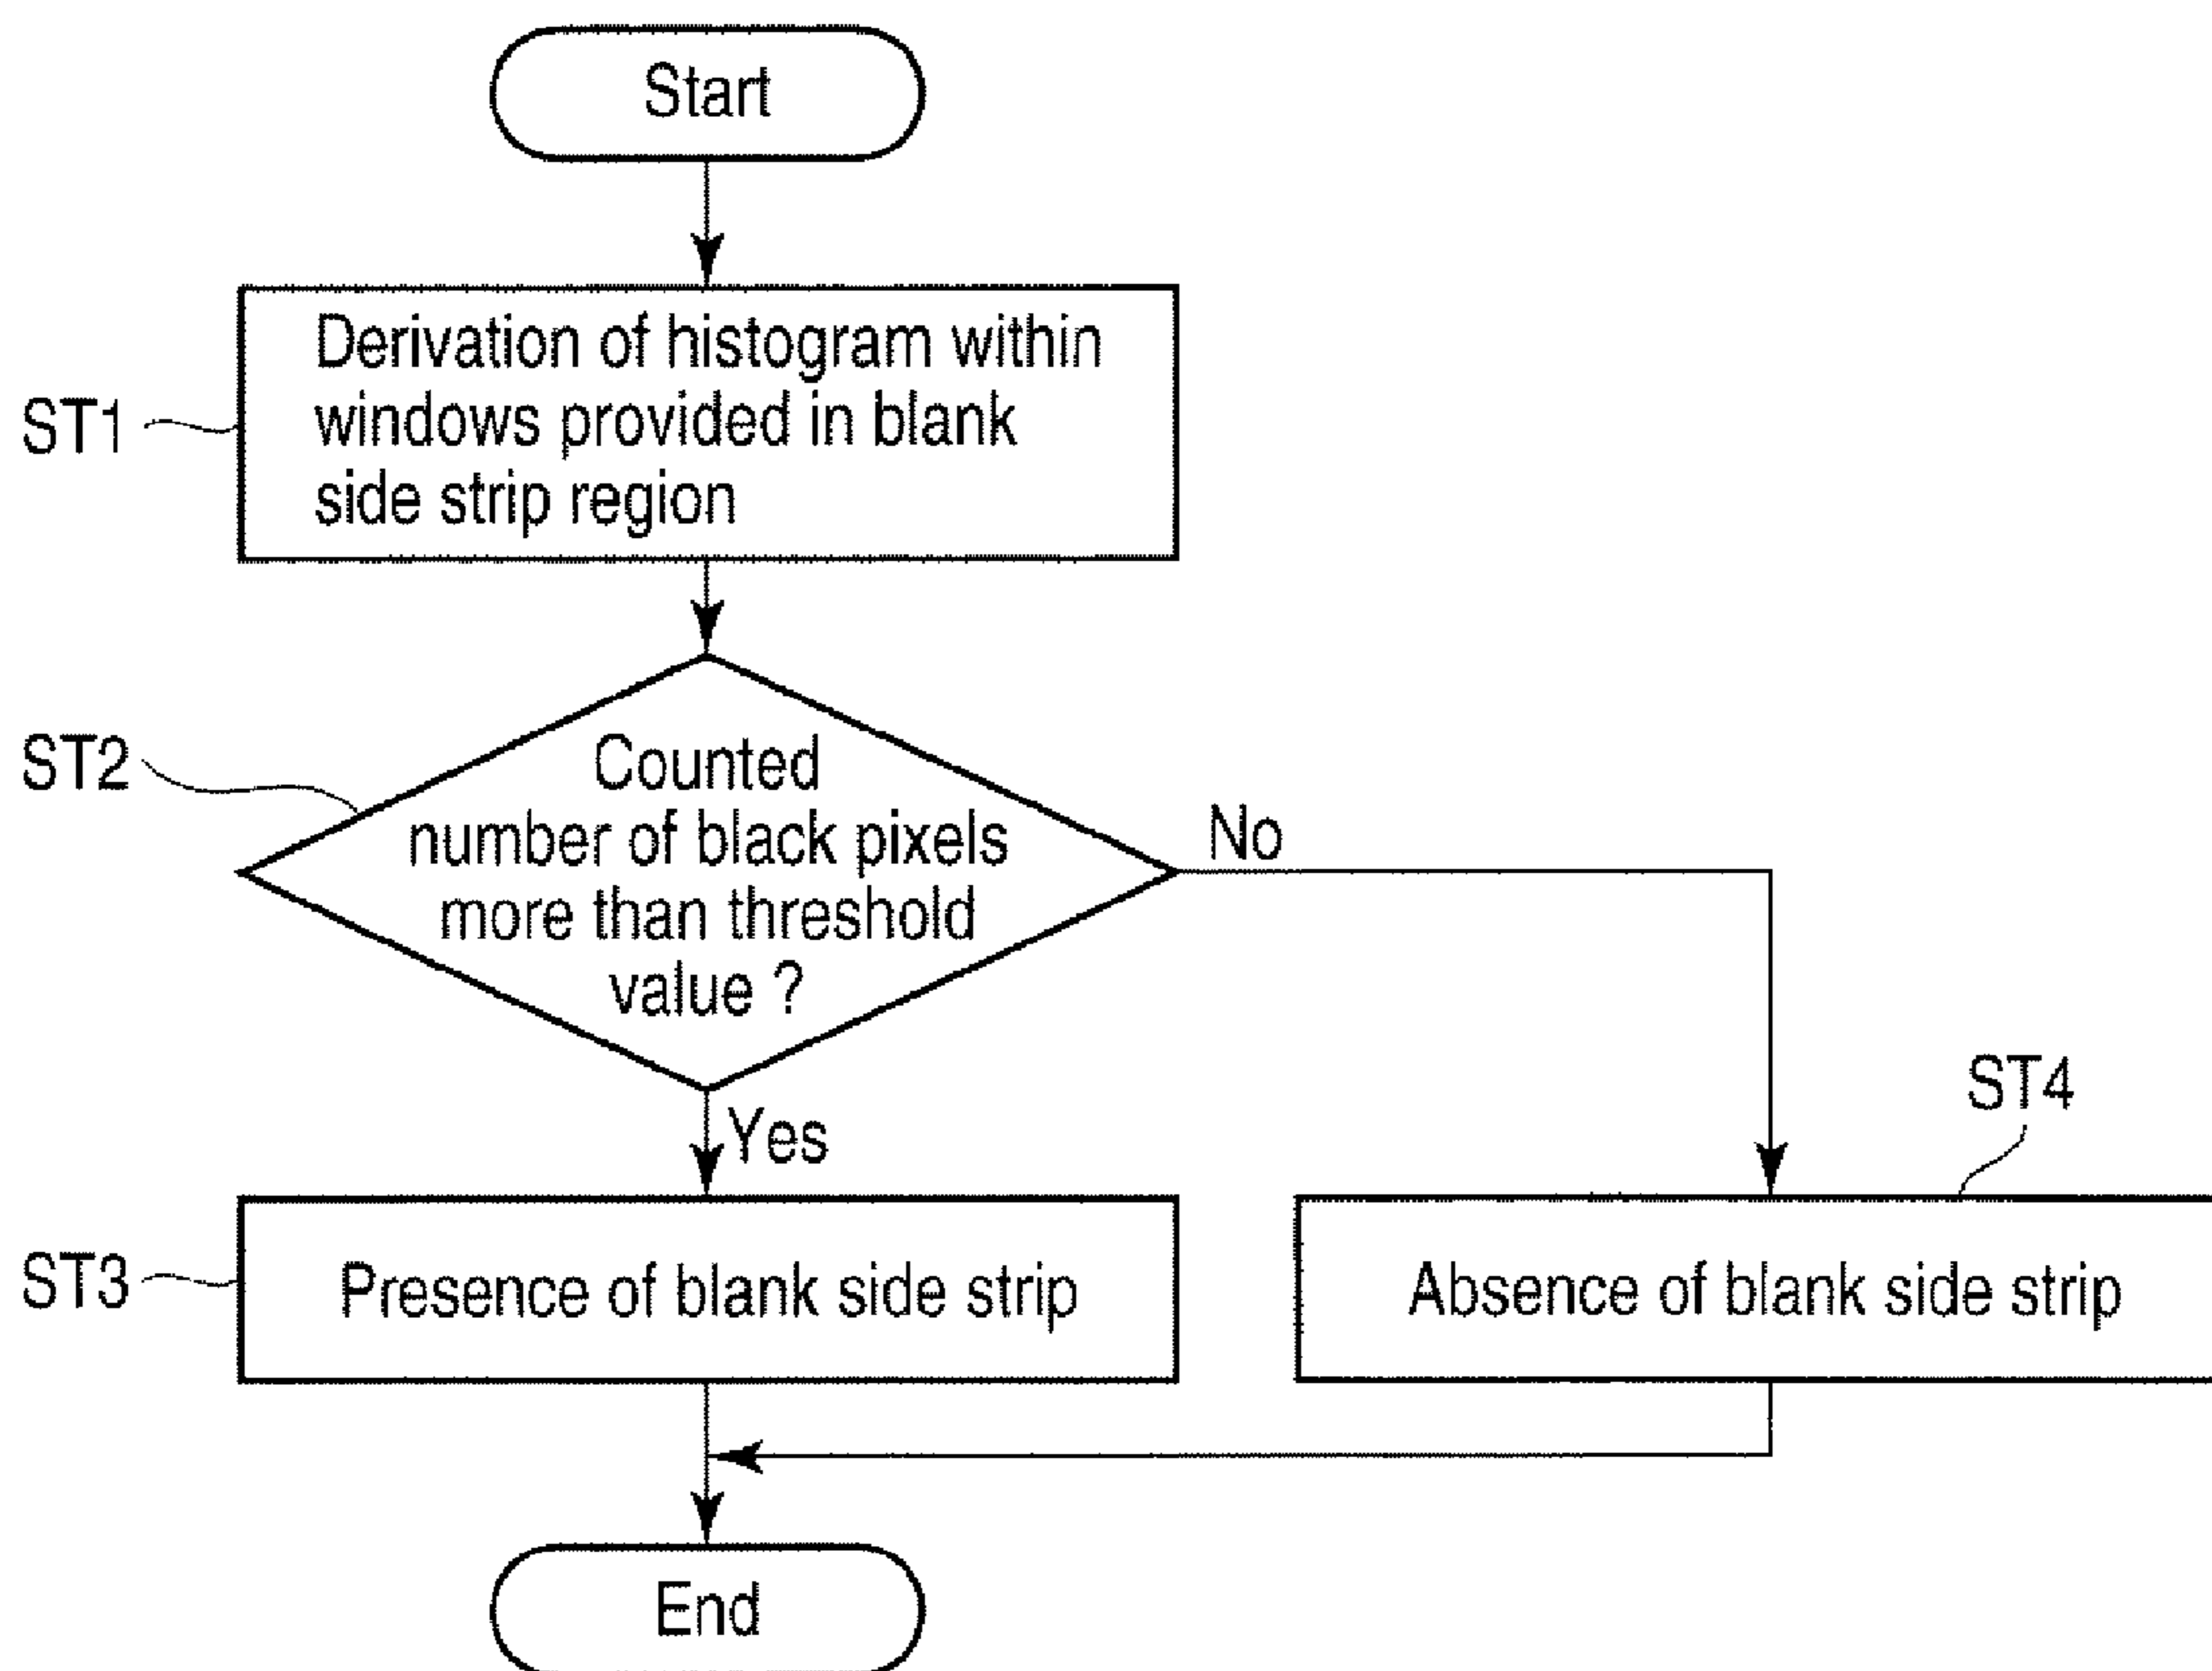 Start
ST1
Derivation of histogram within
windows provided in blank
side strip region
ST2
Counted
number of black pixels
more than threshold
value ?
No
Yes
ST4
ST3
Presence of blank side strip
Absence of blank side strip
End